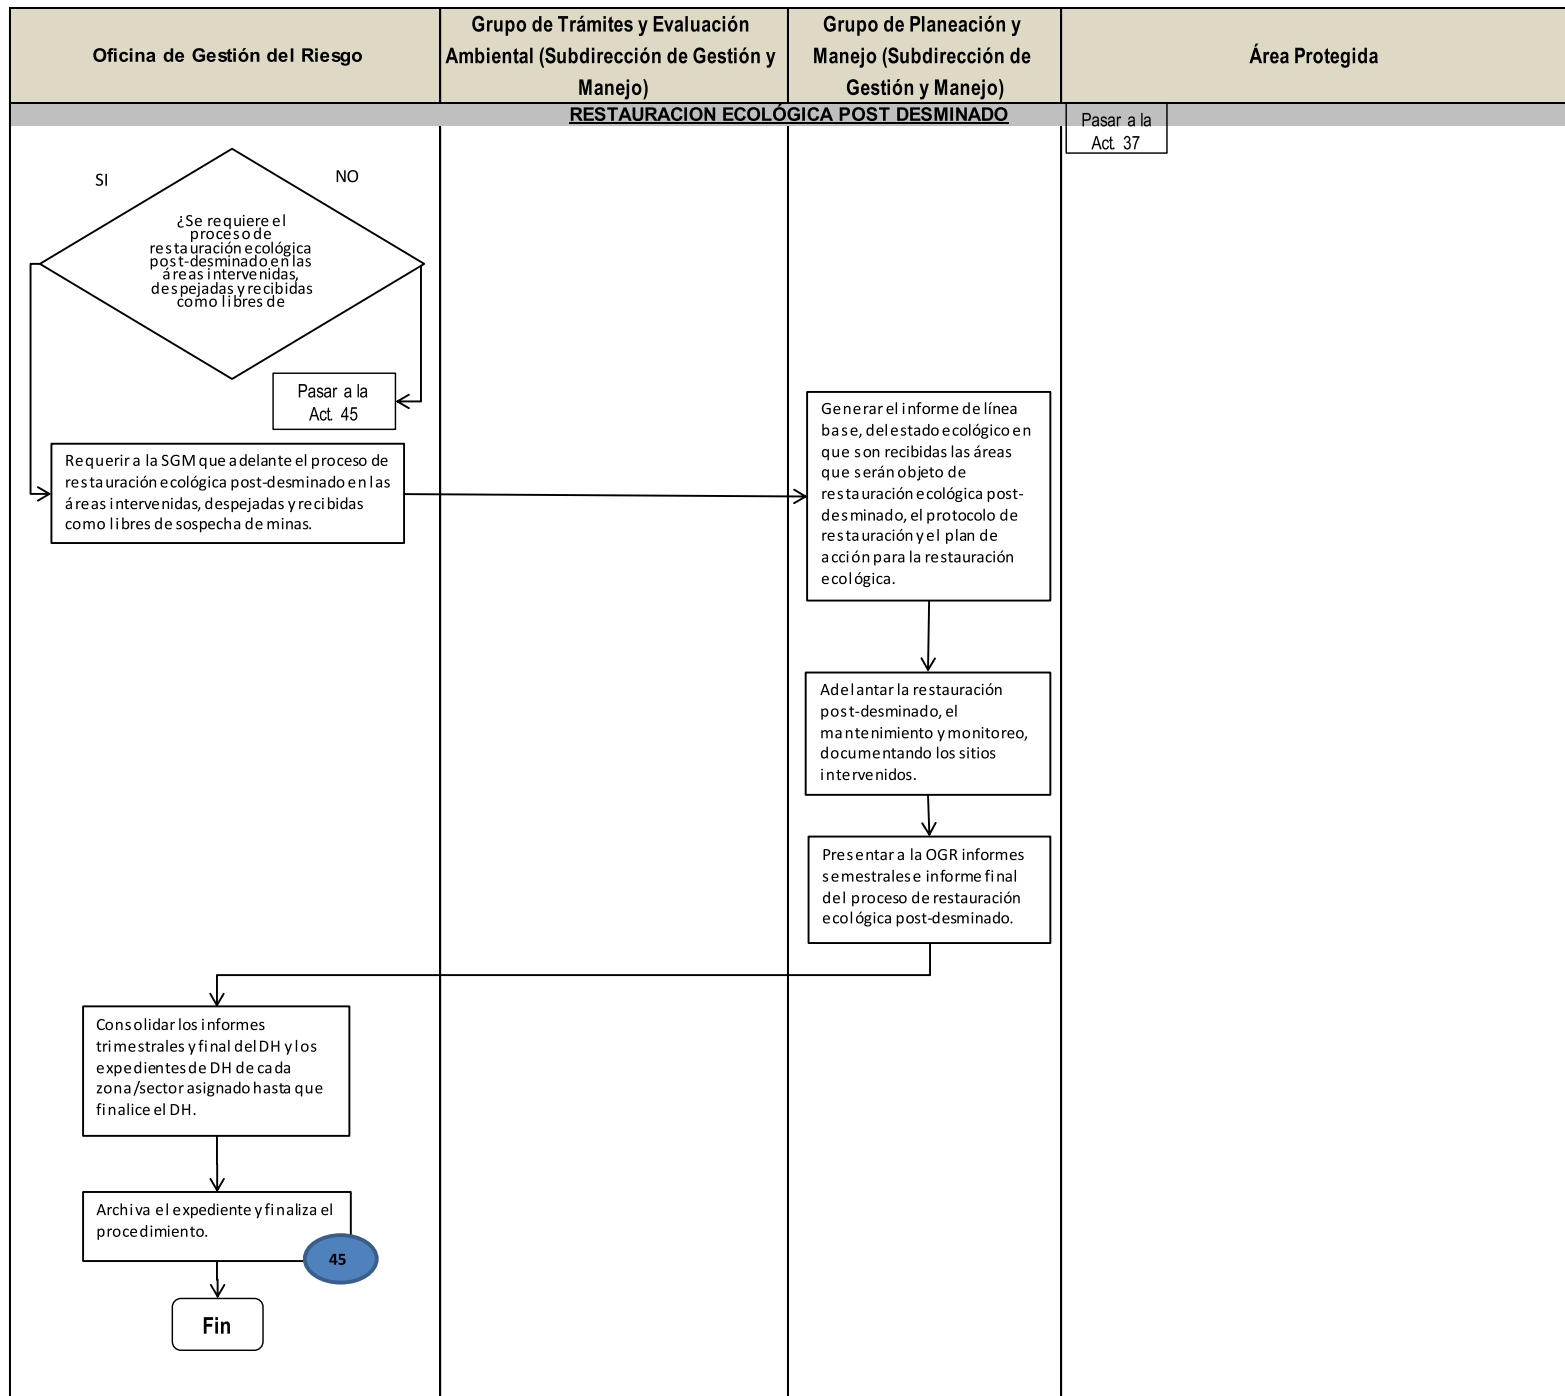 Oficina de Gestión del Riesgo
Grupo de Trámites y Evaluación
Ambiental (Subdirección de Gestión y
Manejo)
Grupo de Planeación y
Manejo (Subdirección de
Gestión y Manejo)
Área Protegida
RESTAURACION ECOLÓGICA POST DESMINADO
Pasar a la
Act. 37
SI
NO
¿Se requiere el
proceso de
restauración ecológica
post-desminado en las
áreas intervenidas,
despejadas y recibidas
como libres de
Pasar a la
Act. 45
Requerir a la SGM que adelante el proceso de
restauración ecológica post-desminado en las
áreas intervenidas, despejadas y recibidas
como libres de sospecha de minas.
Generar el informe de línea
base, del estado ecológico en
que son recibidas las áreas
que serán objeto de
restauración ecológica post-
desminado, el protocolo de
restauración y el plan de
acción para la restauración
ecológica.
Adelantar la restauración
post-desminado, el
mantenimiento y monitoreo,
documentando los sitios
intervenidos.
Presentar a la OGR informes
semestrales e informe final
del proceso de restauración
ecológica post-desminado.
Consolidar los informes
trimestrales y final del DH y los
expedientes de DH de cada
zona/sector asignado hasta que
finalice el DH.
Archiva el expediente y finaliza el
procedimiento.
45
Fin